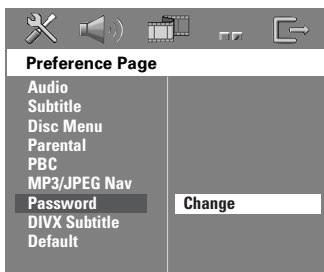 Preference Page
Audio
Subtitle
Disc Menu
Parental
PBC
MP3/JPEG Nav
Password
Change
DIVX Subtitle
Default